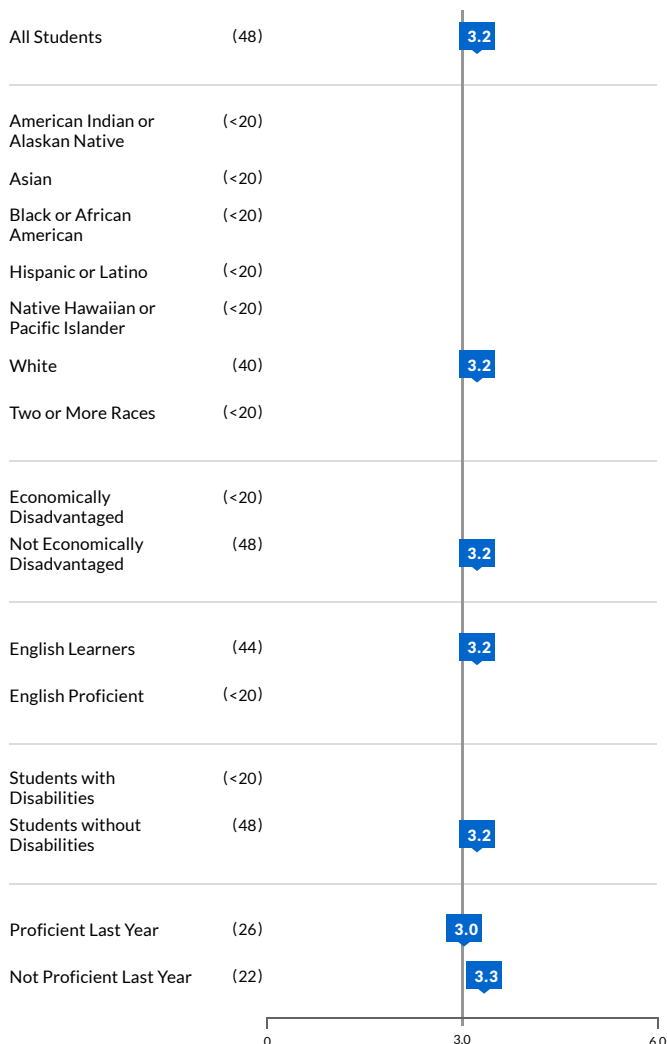 All Students (48) 3.2
American Indian or (<20)
Alaskan Native
Asian (<20)
Black or African (<20)
American
Hispanic or Latino (<20)
Native Hawaiian or (<20)
Pacific Islander
White (40) 3.2
Two or More Races (<20)
Economically (<20)
Disadvantaged
Not Economically (48) 3.2
Disadvantaged
English Learners (44) 3.2
English Proficient (<20)
Students with (<20)
Disabilities
Students without (48) 3.2
Disabilities
Proficient Last Year (26) 3.0
Not Proficient Last Year (22) 3.3
0 3.0 6.0